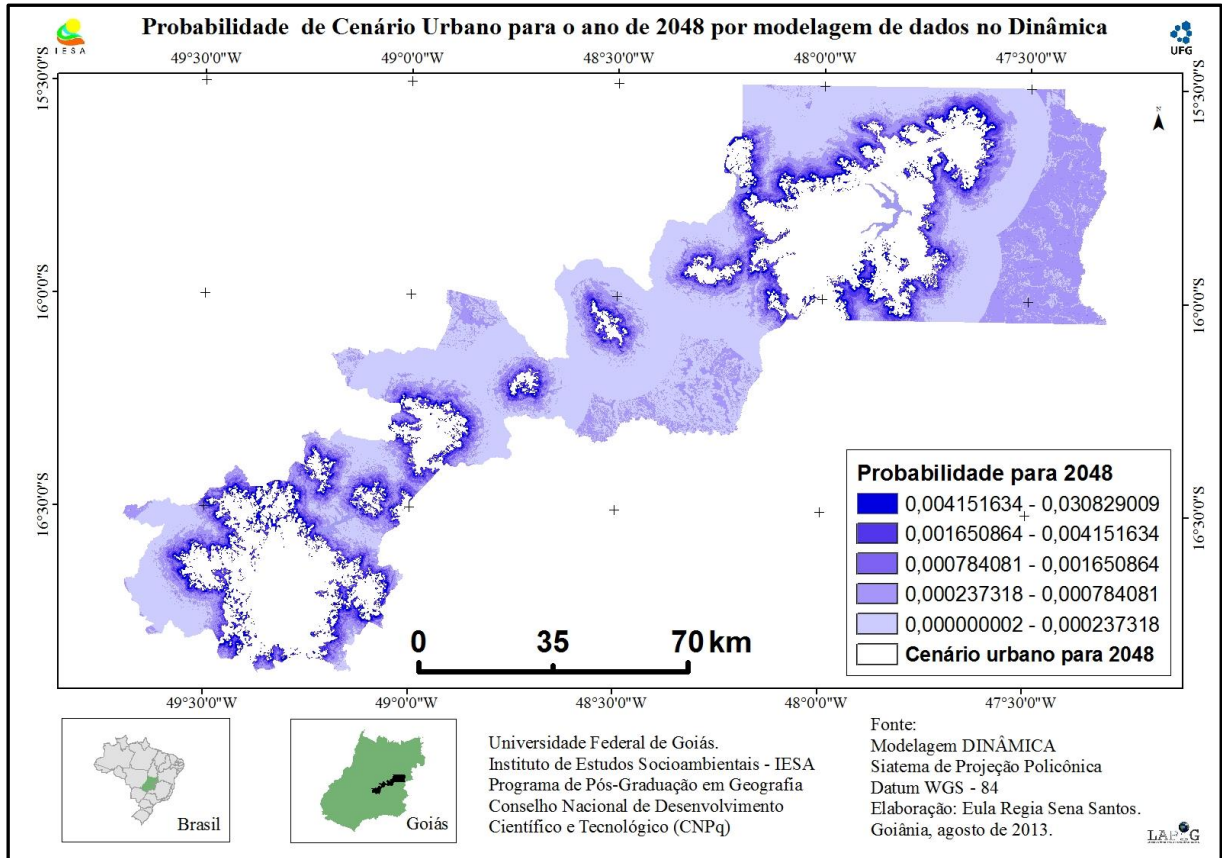 Probabilidade de Cenário Urbano para o ano de 2048 por modelagem de dados no Dinâmica
IESA
UFG
49°30'0"W
49°0'0"W
48°30'0"W
48°0'0"W
47°30'0"W
15°30'0"S
15°30'0"S
16°0'0"S
16°0'0"S
16°30'0"S
16°30'0"S
Probabilidade para 2048
0,004151634 - 0,030829009
0,001650864 - 0,004151634
0,000784081 - 0,001650864
0,000237318 - 0,000784081
0,000000002 - 0,000237318
Cenário urbano para 2048
0 35 70 km
49°30'0"W
49°0'0"W
48°30'0"W
48°0'0"W
47°30'0"W
Brasil
Goiás
Universidade Federal de Goiás.
Instituto de Estudos Socioambientais - IESA
Programa de Pós-Graduação em Geografia
Conselho Nacional de Desenvolvimento
Científico e Tecnológico (CNPq)
Fonte:
Modelagem DINÂMICA
Siatema de Projeção Policônica
Datum WGS - 84
Elaboração: Eula Regia Sena Santos.
Goiânia, agosto de 2013.
LAPIG